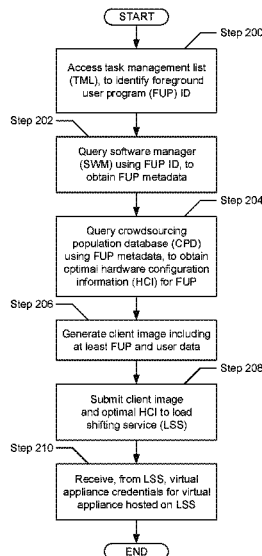 START
Step 200
Access task management list
(TML), to identify foreground
user program (FUP) ID
Step 202
Query software manager
(SWM) using FUP ID, to
obtain FUP metadata
Step 204
Query crowdsourcing
population database (CPD)
using FUP metadata, to obtain
optimal hardware configuration
information (HCI) for FUP
Step 206
Generate client image including
at least FUP and user data
Step 208
Submit client image
and optimal HCI to load
shifting service (LSS)
Step 210
Receive, from LSS, virtual
appliance credentials for virtual
appliance hosted on LSS
END